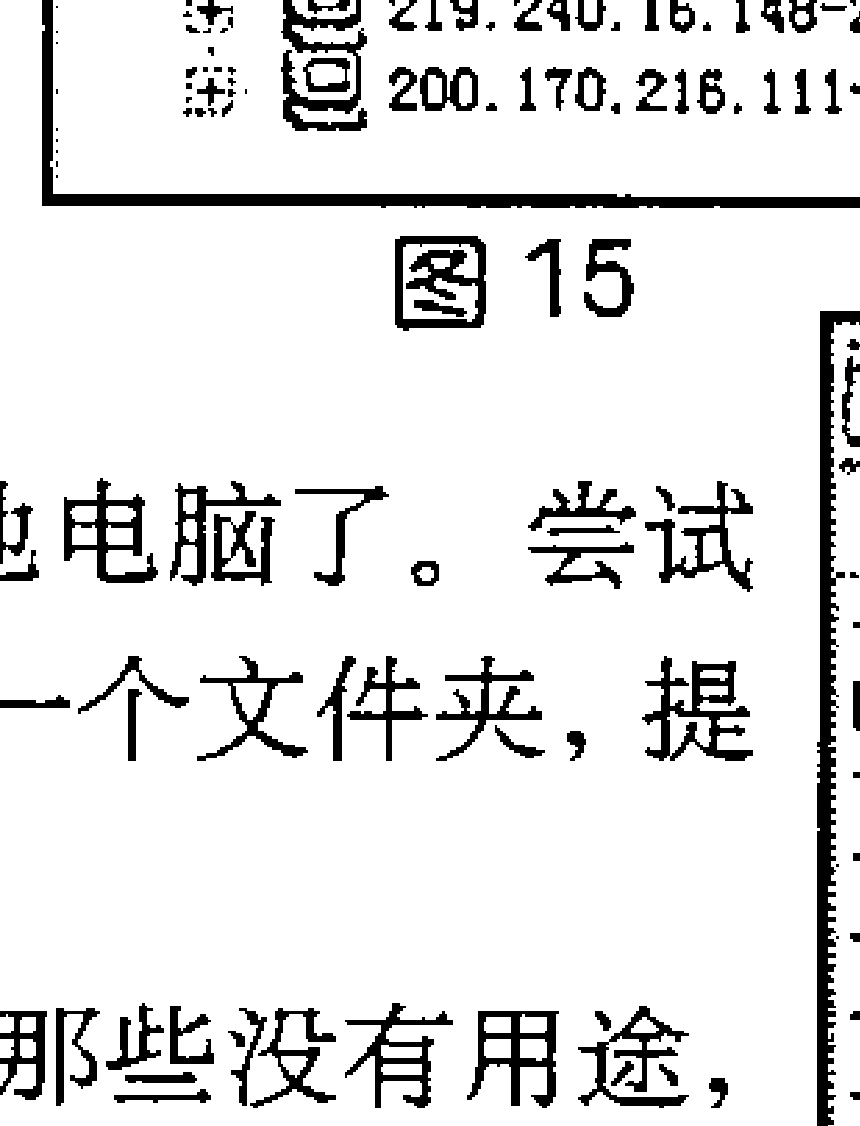 219.240.16.148-
200.170.216.111-
图 15
电脑了。尝试
一个文件夹，提
那些没有用途，